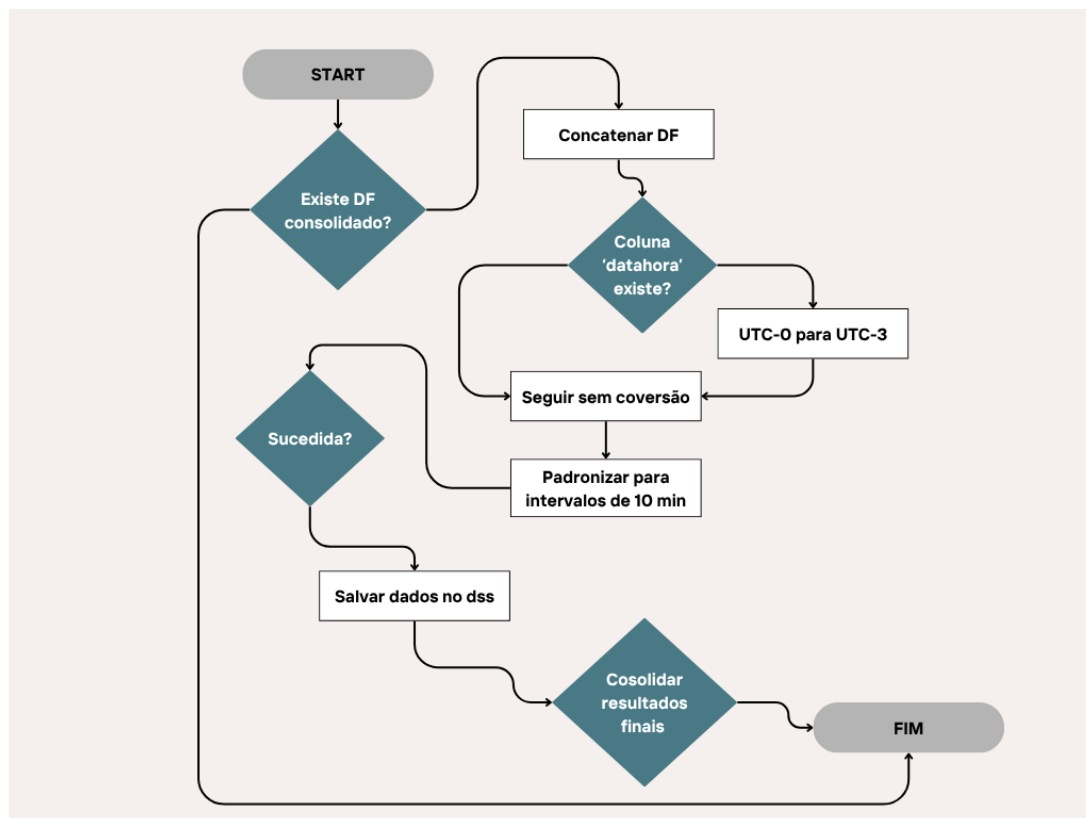 START
Existe DF
consolidado?
Concatenar DF
Coluna
‘datahora‘
existe?
UTC-0 para UTC-3
Seguir sem coversão
Padronizar para
intervalos de 10 min
Sucedida?
Salvar dados no dss
Cosolidar
resultados
finais
FIM